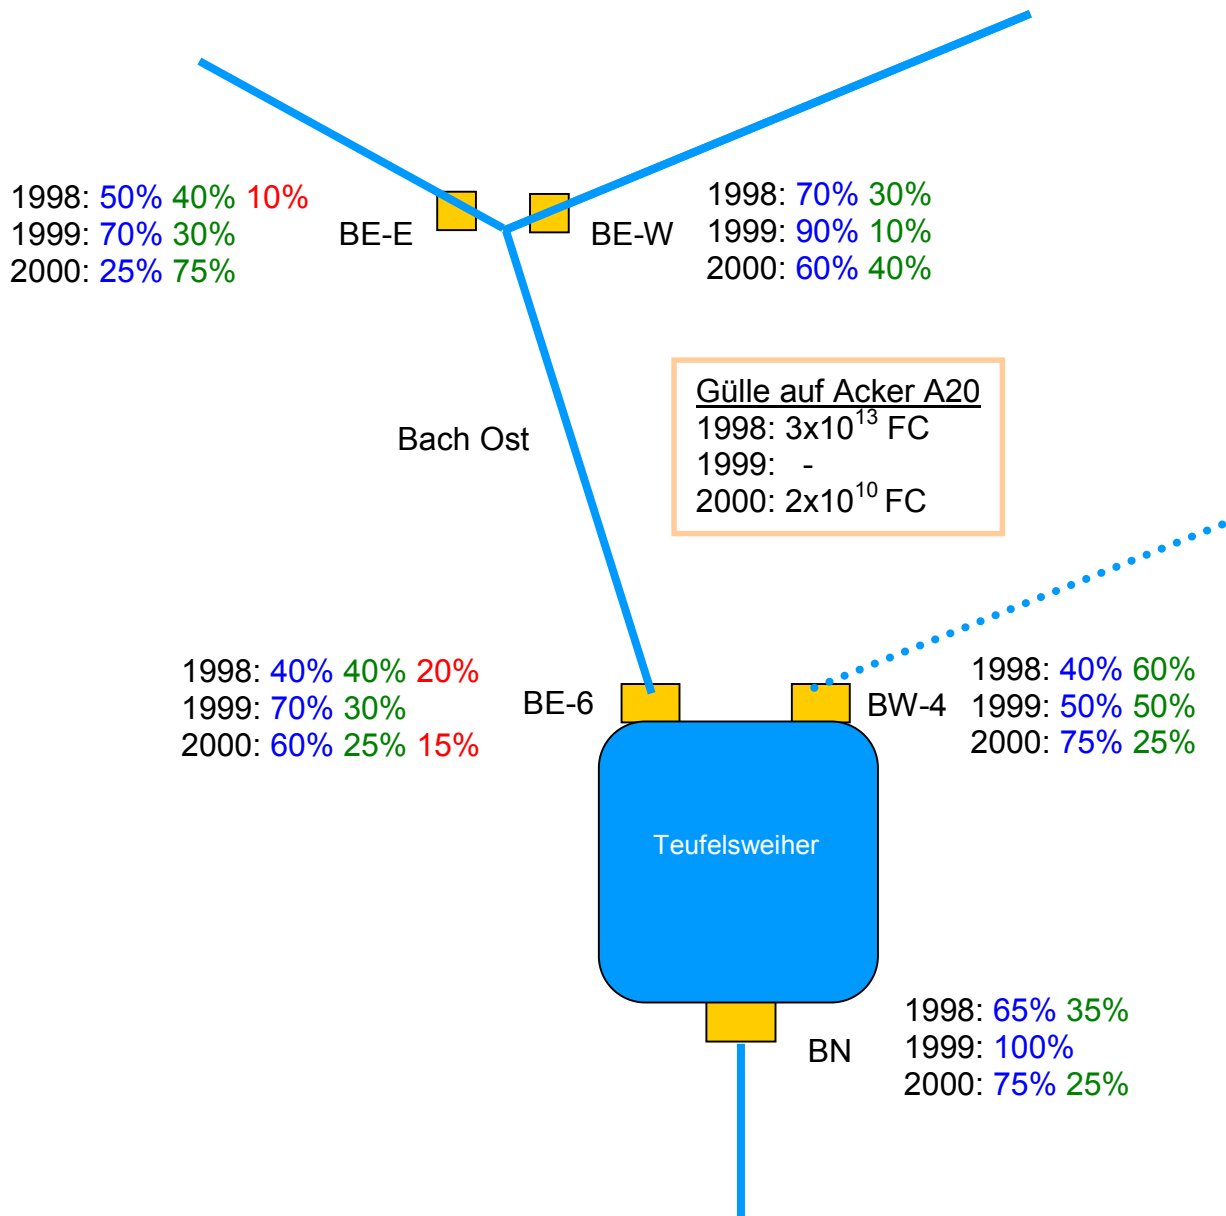 1998: 50% 40% 10%
1999: 70% 30%
2000: 25% 75%
BE-E
BE-W
1998: 70% 30%
1999: 90% 10%
2000: 60% 40%
Bach Ost
Gülle auf Acker A20
1998: 3x10¹³ FC
1999: -
2000: 2x10¹⁰ FC
1998: 40% 40% 20%
1999: 70% 30%
2000: 60% 25% 15%
BE-6
BW-4
1998: 40% 60%
1999: 50% 50%
2000: 75% 25%
Teufelsweiher
BN
1998: 65% 35%
1999: 100%
2000: 75% 25%